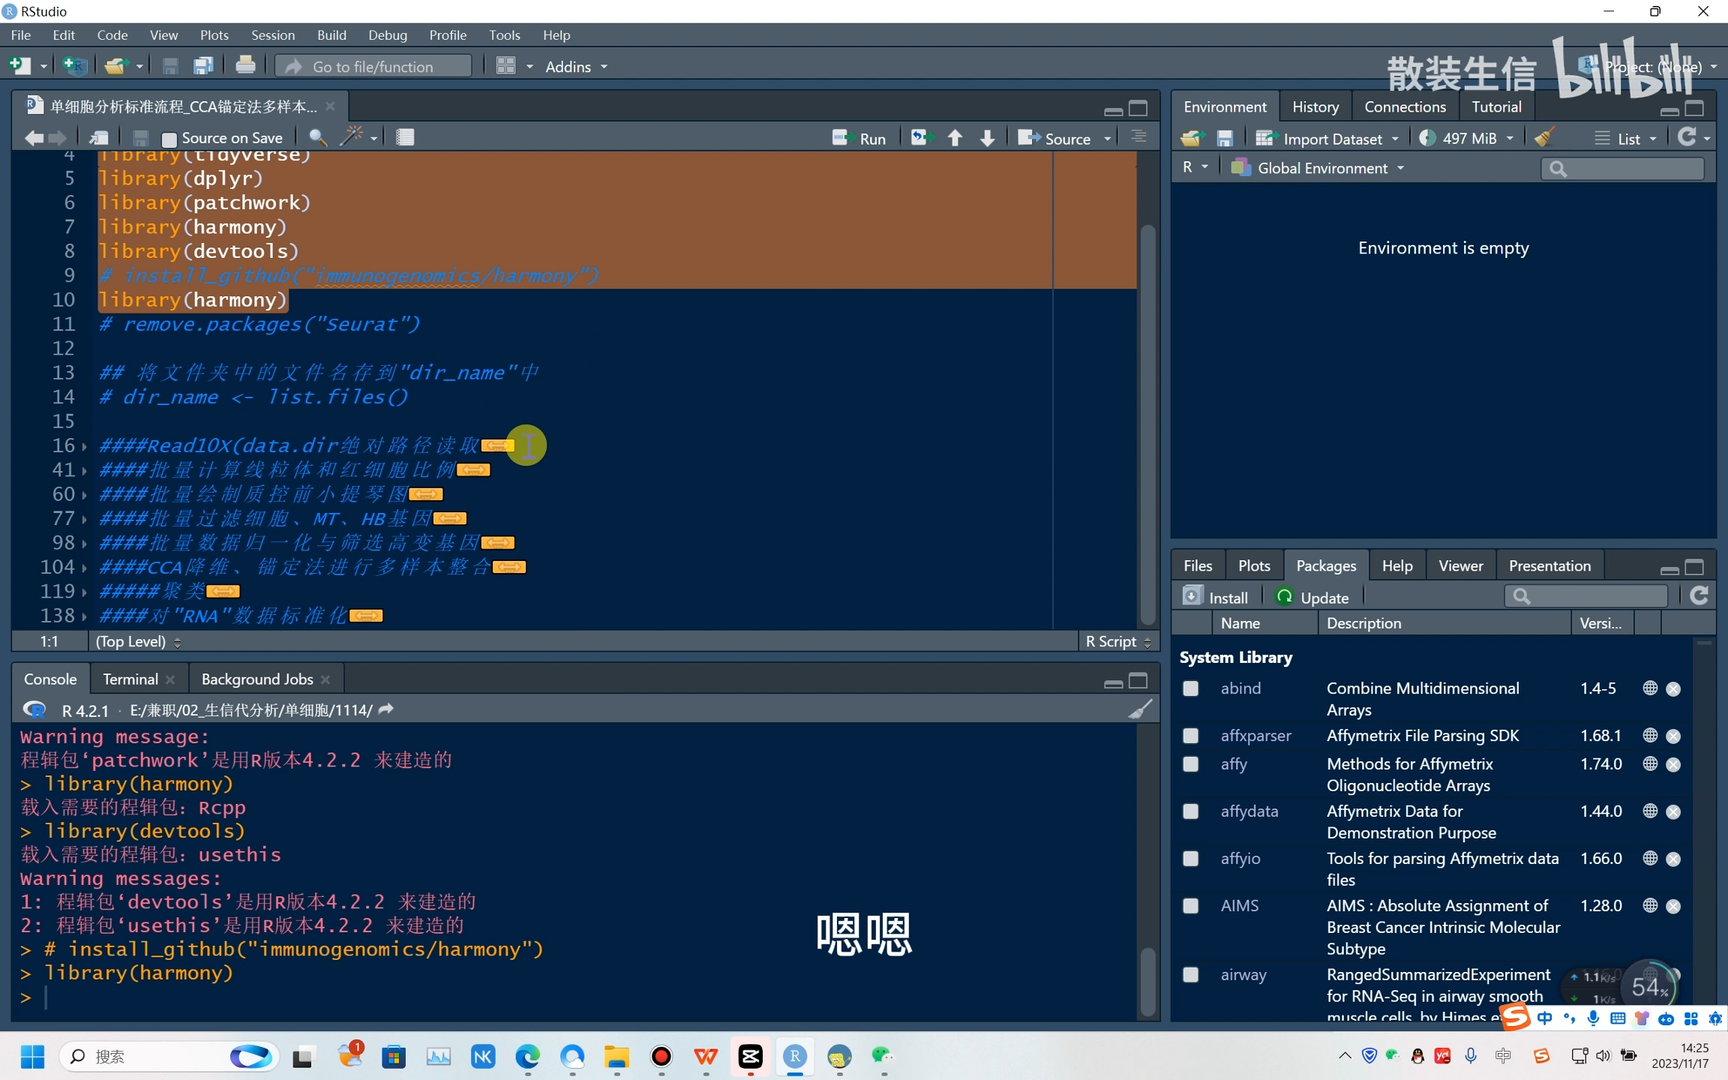 RStudio
File Edit Code View Plots Session Build Debug Profile Tools Help
Go to file/function Addins
Project: (None)
散装生信 bilibili
单细胞分析标准流程_CCA锚定法多样本...
Source on Save Run Source
4 library(tidyverse)
5 library(dplyr)
6 library(patchwork)
7 library(harmony)
8 library(devtools)
9 # install_github("immunogenomics/harmony")
10 library(harmony)
11 # remove.packages("Seurat")
12
13 ## 将文件夹中的文件名存到"dir_name"中
14 # dir_name <- list.files()
15
16 ####Read10X(data.dir绝对路径读取
41 ####批量计算线粒体和红细胞比例
60 ####批量绘制质控前小提琴图
77 ####批量过滤细胞、MT、HB基因
98 ####批量数据归一化与筛选高变基因
104 ####CCA降维、锚定法进行多样本整合
119 #####聚类
138 ####对"RNA"数据标准化
1:1 (Top Level) R Script
Console Terminal Background Jobs
R 4.2.1 · E:/兼职/02_生信代分析/单细胞/1114/
Warning message:
程辑包‘patchwork’是用R版本4.2.2 来建造的
> library(harmony)
载入需要的程辑包：Rcpp
> library(devtools)
载入需要的程辑包：usethis
Warning messages:
1: 程辑包‘devtools’是用R版本4.2.2 来建造的
2: 程辑包‘usethis’是用R版本4.2.2 来建造的
> # install_github("immunogenomics/harmony")
> library(harmony)
>
嗯嗯
Environment History Connections Tutorial
Import Dataset 497 MiB List
R Global Environment
Environment is empty
Files Plots Packages Help Viewer Presentation
Install Update
Name Description Versi...
System Library
abind Combine Multidimensional 1.4-5
Arrays
affxparser Affymetrix File Parsing SDK 1.68.1
affy Methods for Affymetrix 1.74.0
Oligonucleotide Arrays
affydata Affymetrix Data for 1.44.0
Demonstration Purpose
affyio Tools for parsing Affymetrix data 1.66.0
files
AIMS AIMS : Absolute Assignment of 1.28.0
Breast Cancer Intrinsic Molecular
Subtype
airway RangedSummarizedExperiment
for RNA-Seq in airway smooth
muscle cells, by Himes
1.1K/s
1K/s
54%
中
搜索
1
NK
中
14:25
2023/11/17